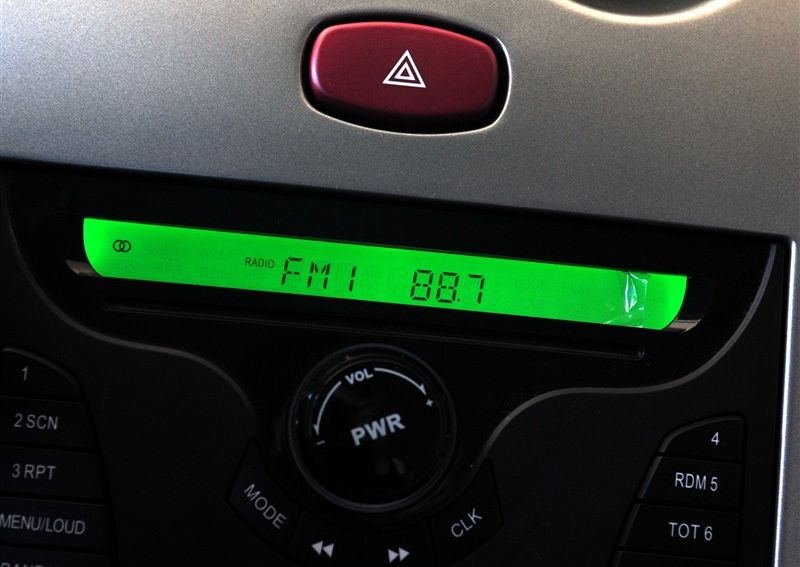 RADIO FM1 88.7
VOL
- +
PWR
1
2 SCN
3 RPT
MENU/LOUD
MODE
CLK
4
RDM 5
TOT 6